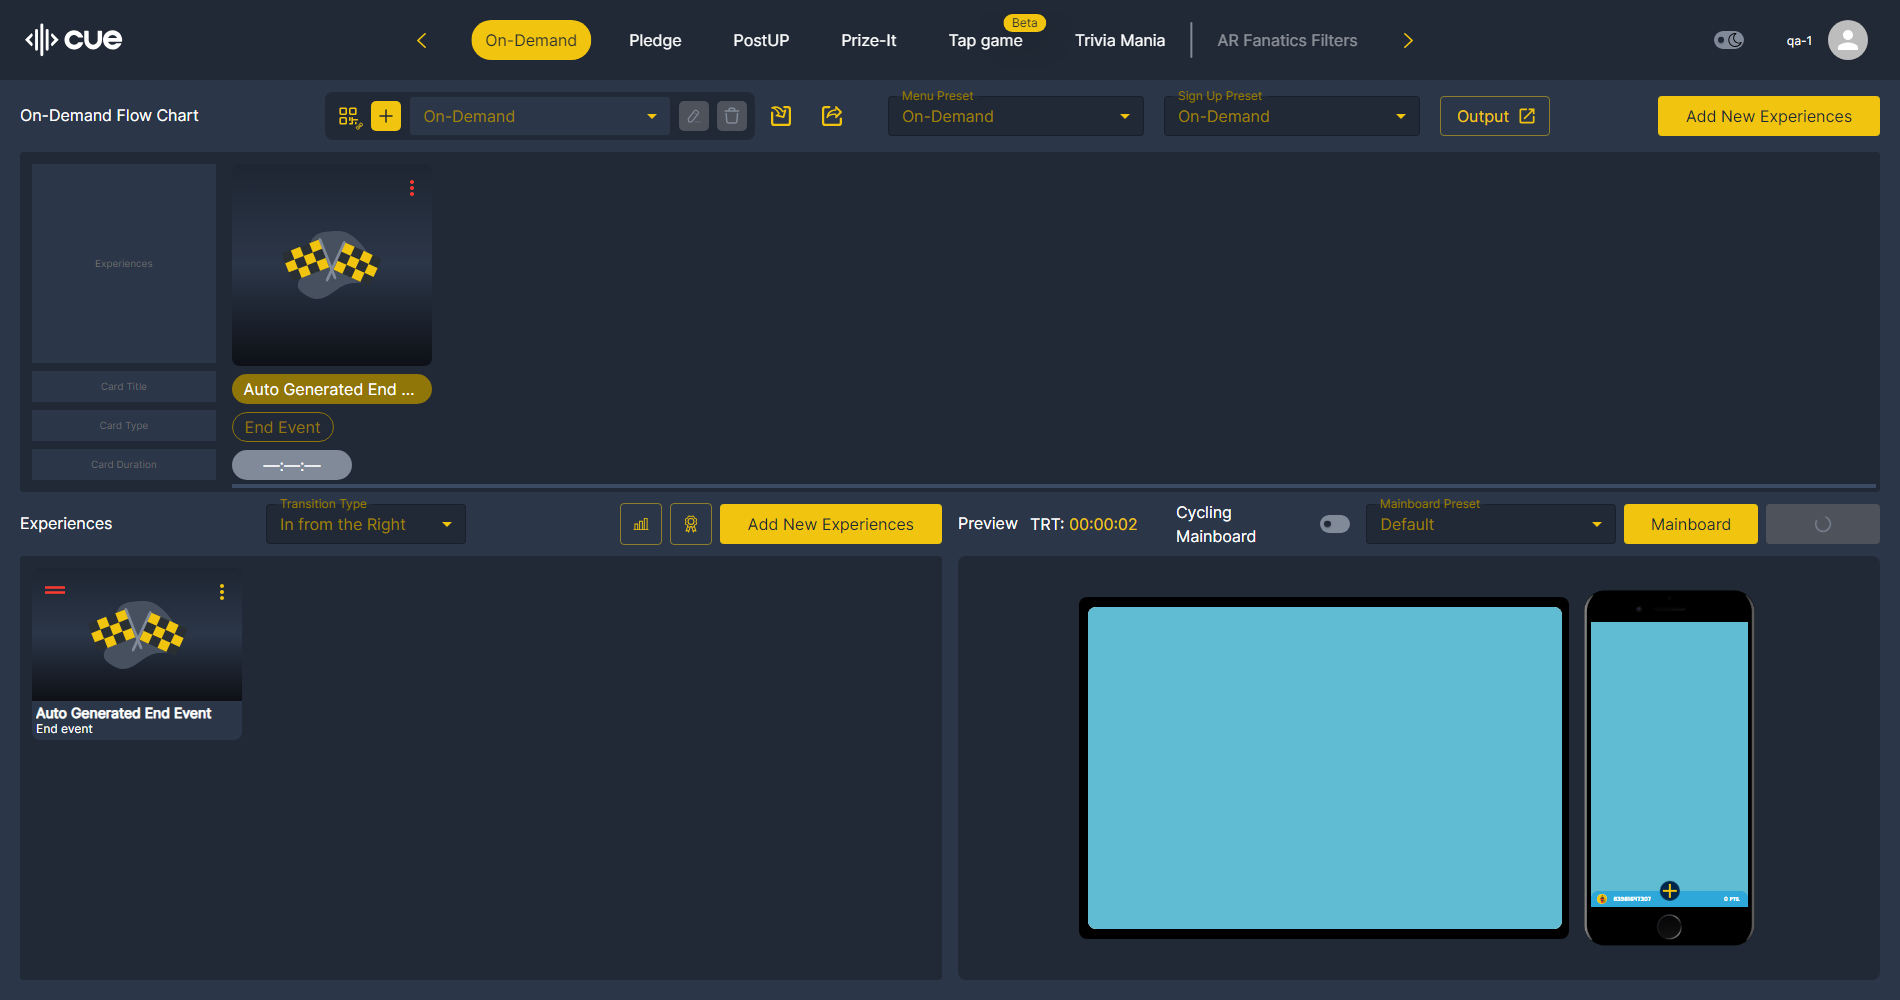 cue
On-Demand
Pledge
PostUP
Prize-It
Tap game
Beta
Trivia Mania
AR Fanatics Filters
qa-1
On-Demand Flow Chart
On-Demand
Menu Preset
On-Demand
Sign Up Preset
On-Demand
Output
Add New Experiences
Experiences
Card Title
Card Type
Card Duration
Auto Generated End ...
End Event
—:—:—
Experiences
Transition Type
In from the Right
Add New Experiences
Preview
TRT: 00:00:02
Cycling
Mainboard
Mainboard Preset
Default
Mainboard
Auto Generated End Event
End event
0 PTS.